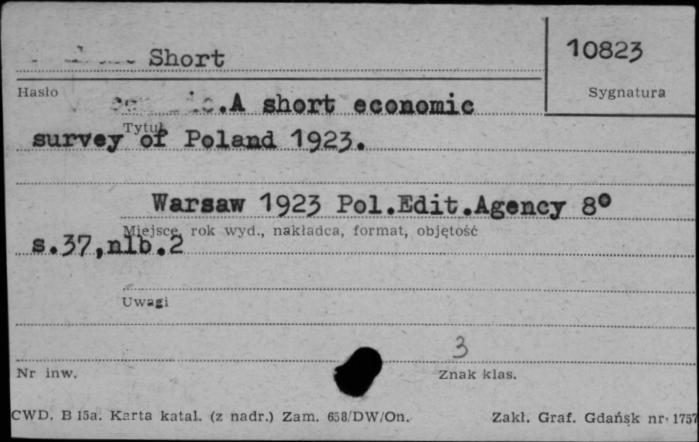 Short
10823
Hasło
Sygnatura
.A short economic
Tytuł
survey of Poland 1923.
Warsaw 1923 Pol.Edit.Agency 8°
Miejsce, rok wyd., nakładca, format, objętość
s.37,nlb.2
Uwagi
3
Nr inw.
Znak klas.
CWD. B 15a. Karta katal. (z nadr.) Zam. 658/DW/On.
Zakł. Graf. Gdańsk nr 1757